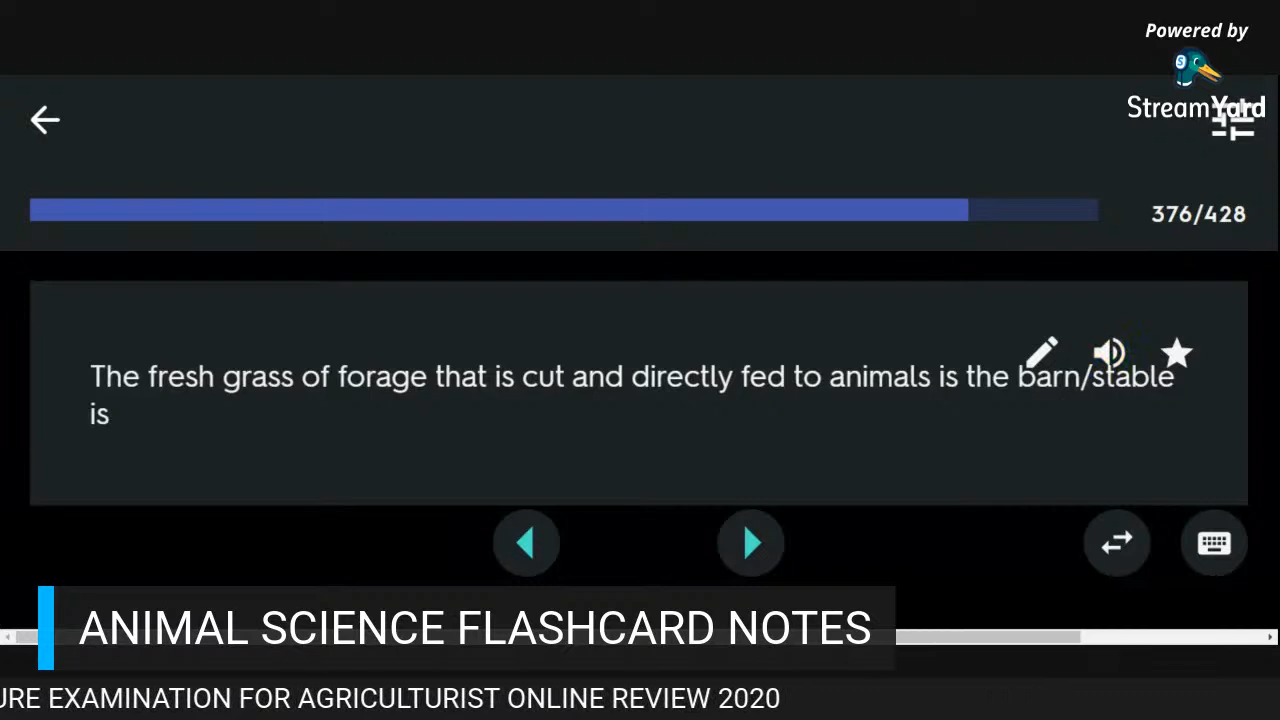 Powered by
StreamYard
376/428
The fresh grass of forage that is cut and directly fed to animals is the barn/stable
is
ANIMAL SCIENCE FLASHCARD NOTES
URE EXAMINATION FOR AGRICULTURIST ONLINE REVIEW 2020